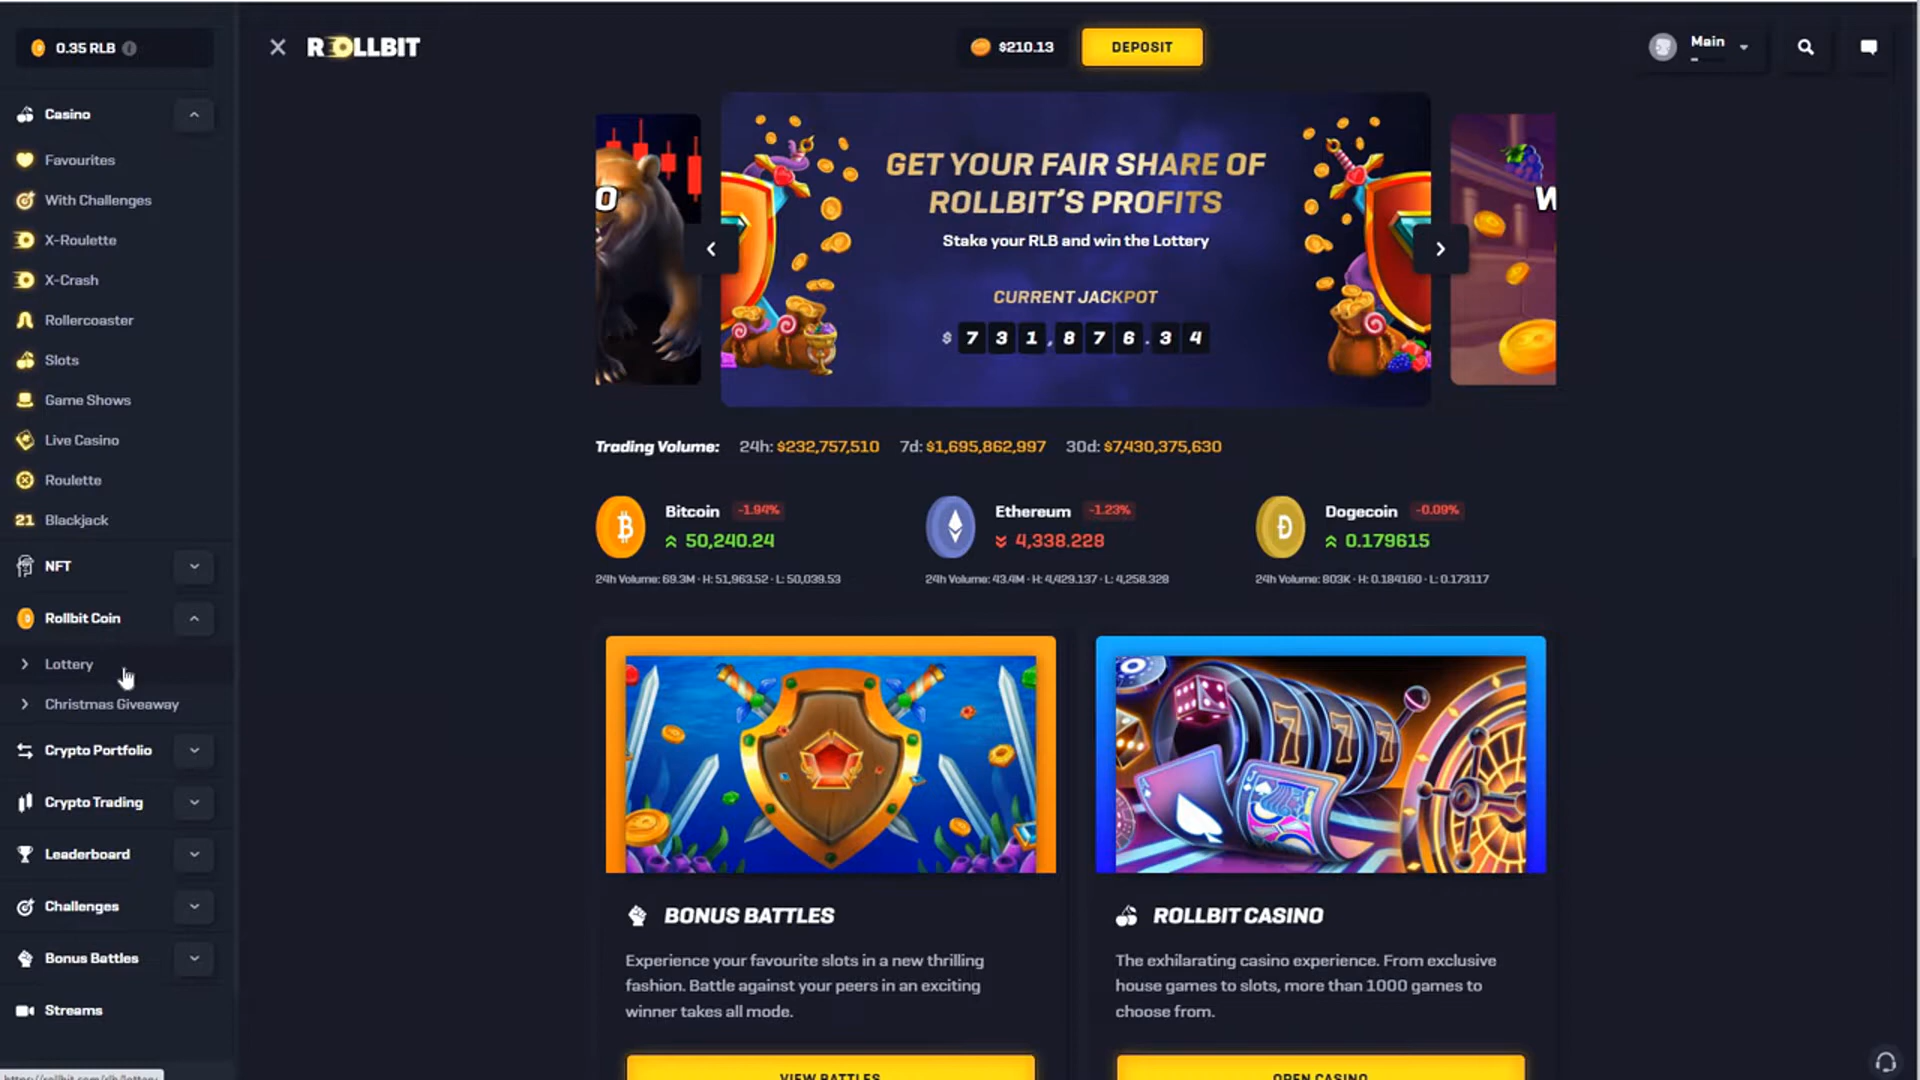 0.35 RLB
ROLLBIT
$210.13
DEPOSIT
Main
Casino
Favourites
With Challenges
X-Roulette
X-Crash
Rollercoaster
Slots
Game Shows
Live Casino
Roulette
21 Blackjack
NFT
Rollbit Coin
Lottery
Christmas Giveaway
Crypto Portfolio
Crypto Trading
Leaderboard
Challenges
Bonus Battles
Streams
https://rollbit.com/rlb/lottery
O
GET YOUR FAIR SHARE OF
ROLLBIT'S PROFITS
Stake your RLB and win the Lottery
CURRENT JACKPOT
$ 731,876.34
W
Trading Volume: 24h: $232,757,510 7d: $1,695,862,997 30d: $7,430,375,630
Bitcoin -1.94%
50,240.24
24h Volume: 69.3M · H: 51,963.52 · L: 50,039.53
Ethereum -1.23%
4,338.228
24h Volume: 43.4M · H: 4,429.137 · L: 4,258.328
Dogecoin -0.09%
0.179615
24h Volume: 803K · H: 0.184160 · L: 0.173117
777
BONUS BATTLES
Experience your favourite slots in a new thrilling
fashion. Battle against your peers in an exciting
winner takes all mode.
VIEW BATTLES
ROLLBIT CASINO
The exhilarating casino experience. From exclusive
house games to slots, more than 1000 games to
choose from.
OPEN CASINO